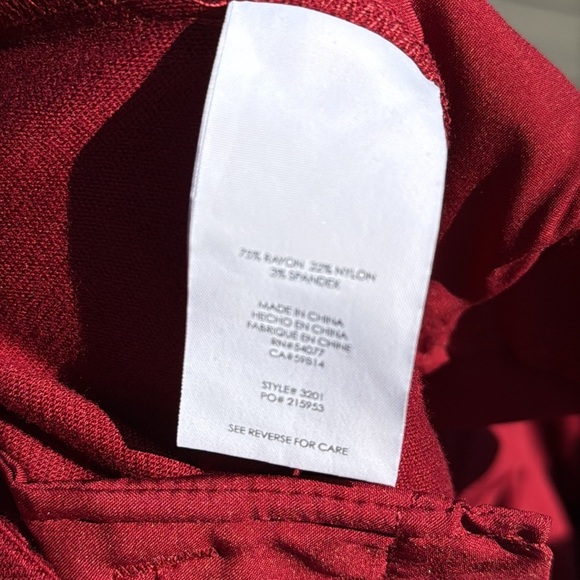 75% RAYON 22% NYLON
3% SPANDEX
MADE IN CHINA
HECHO EN CHINA
FABRIQUÉ EN CHINE
RN#54077
CA#59814
STYLE# 3201
PO# 215953
SEE REVERSE FOR CARE